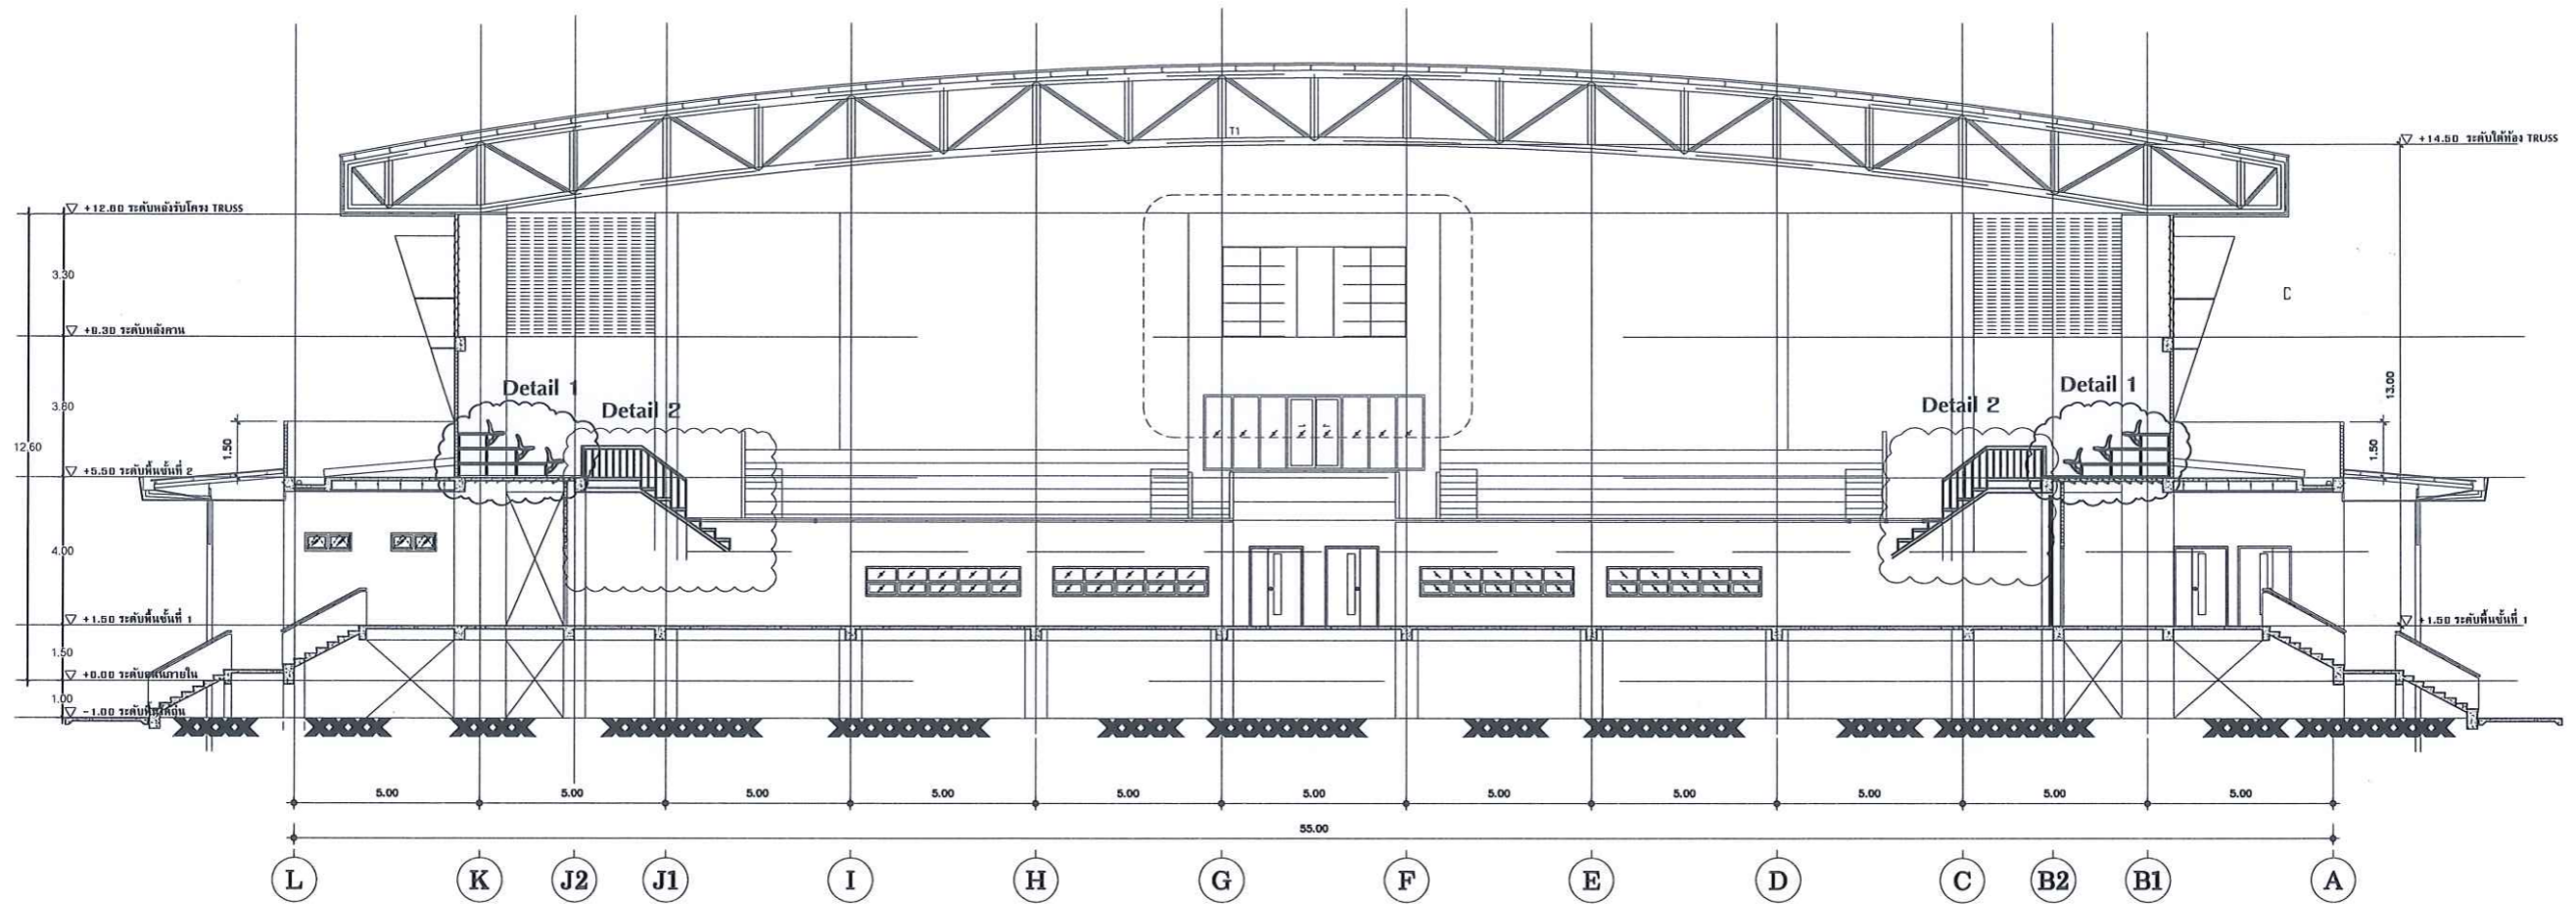 T1
+14.50 ระดับใต้ท้อง TRUSS
+12.60 ระดับหลังรับโครง TRUSS
3.30
C
+9.30 ระดับหลังคาน
Detail 1
Detail 2
Detail 2
Detail 1
13.00
3.80
12.60
1.50
1.50
+5.50 ระดับพื้นชั้นที่ 2
4.00
+1.50 ระดับพื้นชั้นที่ 1
+1.50 ระดับพื้นชั้นที่ 1
1.50
+0.00
1.00
-1.00
5.00 5.00 5.00 5.00 5.00 5.00 5.00 5.00 5.00 5.00 5.00
55.00
L K J2 J1 I H G F E D C B2 B1 A